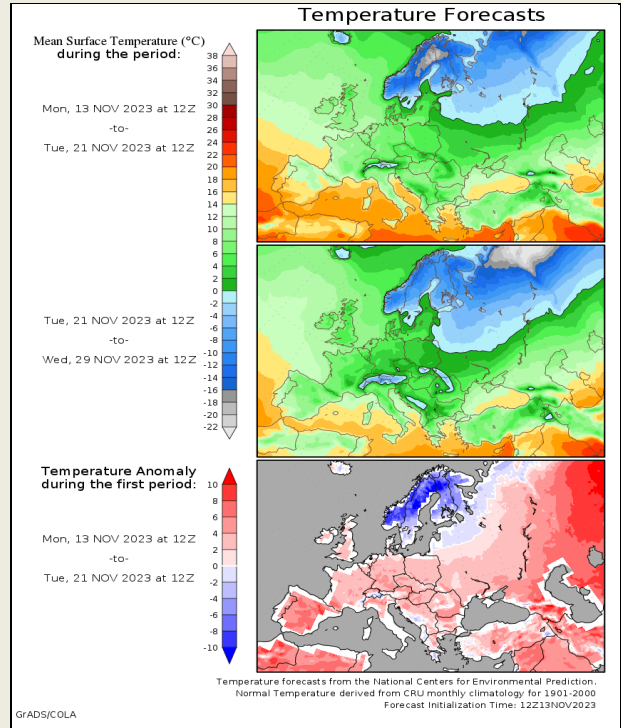 Temperature Forecasts
Mean Surface Temperature (°C)
during the period:
Mon, 13 NOV 2023 at 12Z
-to-
Tue, 21 NOV 2023 at 12Z
38
36
34
32
30
28
26
24
22
20
18
16
14
12
10
8
6
4
2
0
-2
-4
-6
-8
-10
-12
-14
-16
-18
-20
-22
Tue, 21 NOV 2023 at 12Z
-to-
Wed, 29 NOV 2023 at 12Z
Temperature Anomaly
during the first period:
Mon, 13 NOV 2023 at 12Z
-to-
Tue, 21 NOV 2023 at 12Z
10
8
6
4
2
0
-2
-4
-6
-8
-10
Temperature forecasts from the National Centers for Environmental Prediction.
Normal Temperature derived from CRU monthly climatology for 1901-2000
Forecast Initialization Time: 12Z13NOV2023
GrADS/COLA